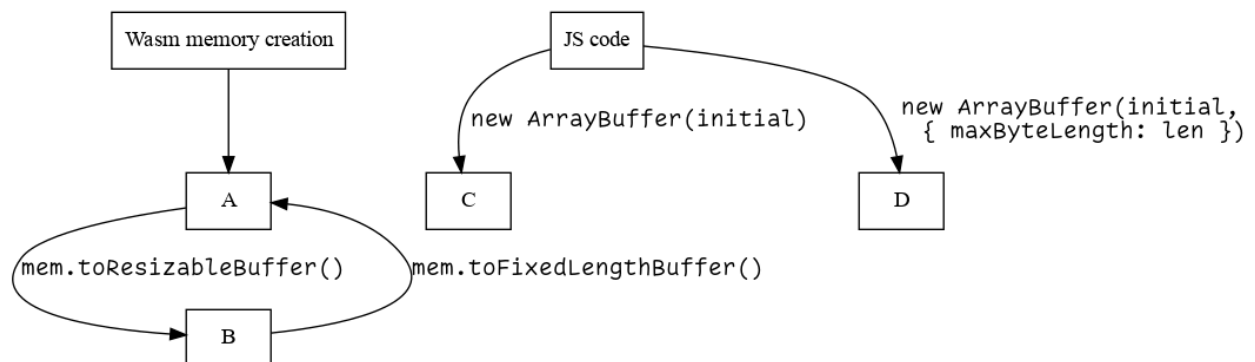 Wasm memory creation
JS code
new ArrayBuffer(initial)
new ArrayBuffer(initial,
{ maxByteLength: len })
A
C
D
mem.toResizableBuffer()
mem.toFixedLengthBuffer()
B